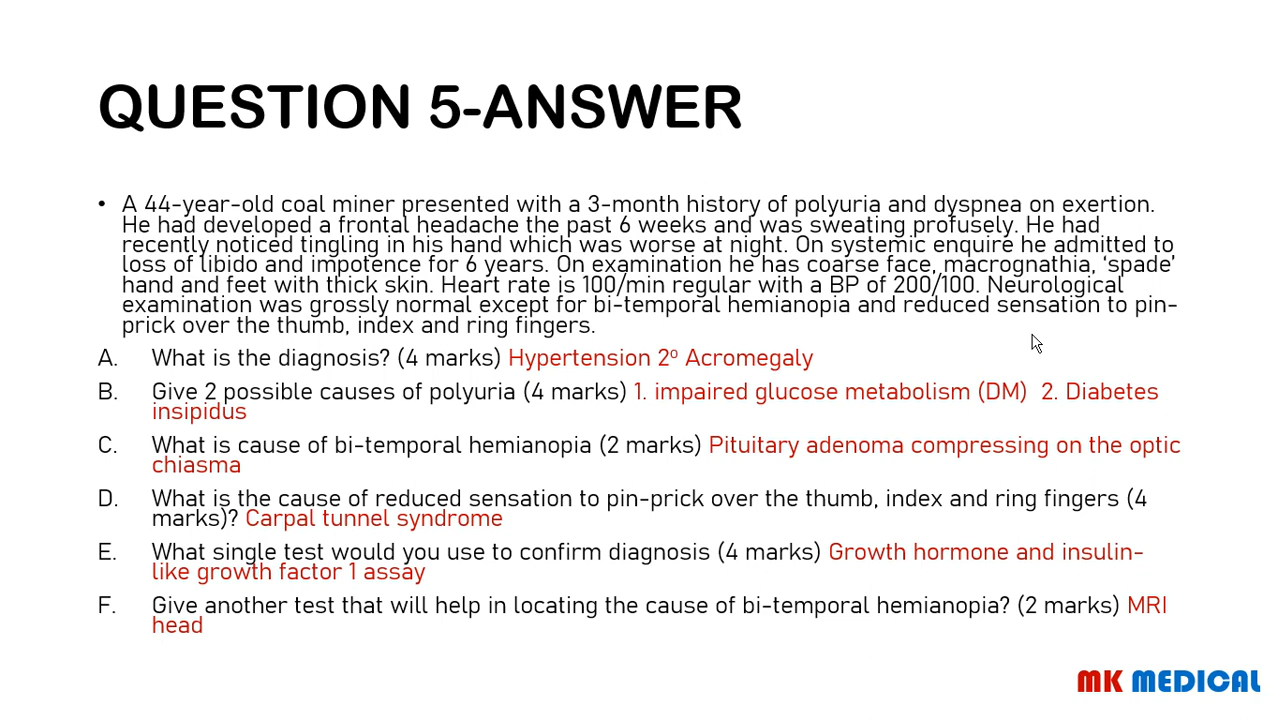 QUESTION 5-ANSWER
• A 44-year-old coal miner presented with a 3-month history of polyuria and dyspnea on exertion.
He had developed a frontal headache the past 6 weeks and was sweating profusely. He had
recently noticed tingling in his hand which was worse at night. On systemic enquire he admitted to
loss of libido and impotence for 6 years. On examination he has coarse face, macrognathia, ‘spade’
hand and feet with thick skin. Heart rate is 100/min regular with a BP of 200/100. Neurological
examination was grossly normal except for bi-temporal hemianopia and reduced sensation to pin-
prick over the thumb, index and ring fingers.
A. What is the diagnosis? (4 marks) Hypertension 2º Acromegaly
B. Give 2 possible causes of polyuria (4 marks) 1. impaired glucose metabolism (DM) 2. Diabetes
insipidus
C. What is cause of bi-temporal hemianopia (2 marks) Pituitary adenoma compressing on the optic
chiasma
D. What is the cause of reduced sensation to pin-prick over the thumb, index and ring fingers (4
marks)? Carpal tunnel syndrome
E. What single test would you use to confirm diagnosis (4 marks) Growth hormone and insulin-
like growth factor 1 assay
F. Give another test that will help in locating the cause of bi-temporal hemianopia? (2 marks) MRI
head
MK MEDICAL